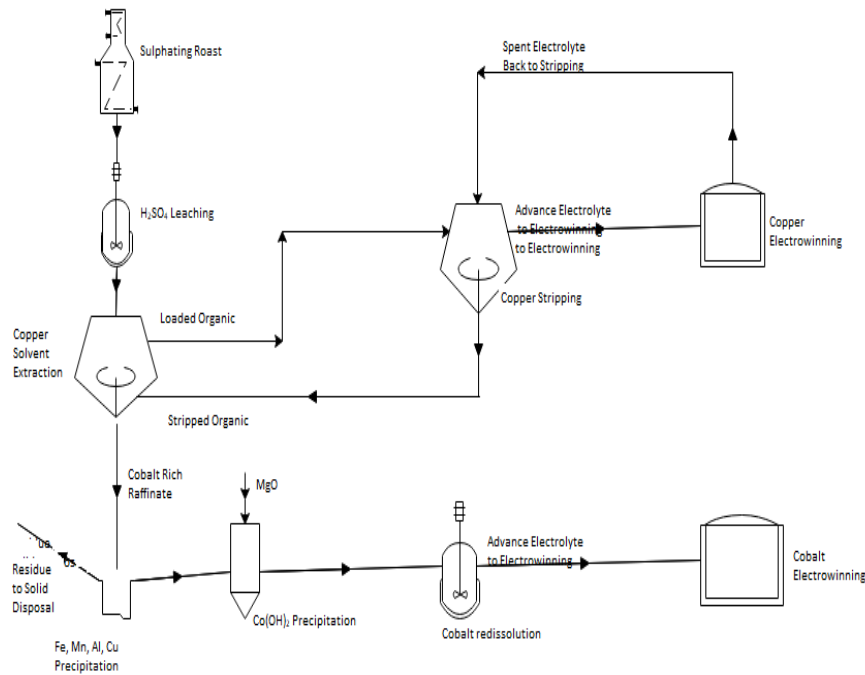 Sulphating Roast
Spent Electrolyte
Back to Stripping
H₂SO₄ Leaching
Advance Electrolyte
to Electrowinning
to Electrowinning
Copper
Electrowinning
Copper Stripping
Loaded Organic
Copper
Solvent
Extraction
Stripped Organic
Cobalt Rich
Raffinate
MgO
Residue
to Solid
Disposal
Advance Electrolyte
to Electrowinning
Cobalt
Electrowinning
Co(OH)₂ Precipitation
Cobalt redissolution
Fe, Mn, Al, Cu
Precipitation